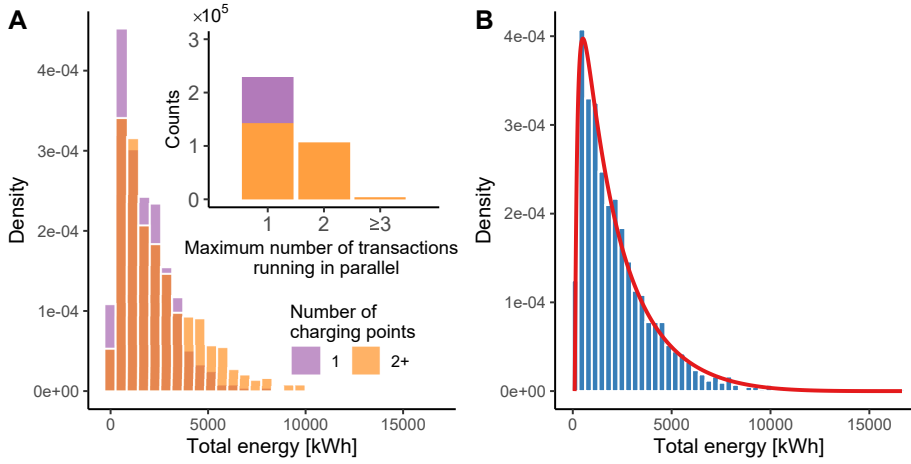 A
Density
4e-04
3e-04
2e-04
1e-04
0e+00
0
5000
10000
15000
Total energy [kWh]
×10⁵
3
2
1
0
Counts
1
2
≥3
Maximum number of transactions
running in parallel
Number of
charging points
1
2+
B
Density
4e-04
3e-04
2e-04
1e-04
0e+00
0
5000
10000
15000
Total energy [kWh]